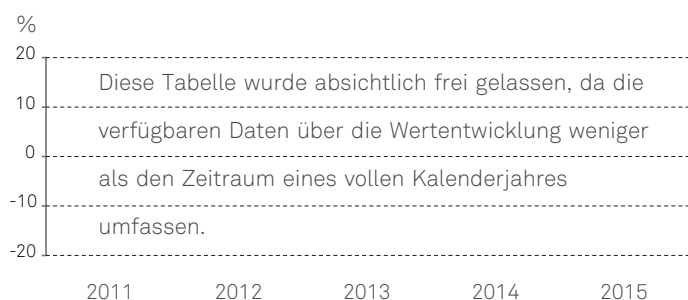 %
20
Diese Tabelle wurde absichtlich frei gelassen, da die
10
verfügbaren Daten über die Wertentwicklung weniger
0
als den Zeitraum eines vollen Kalenderjahres
-10
umfassen.
-20
2011 2012 2013 2014 2015